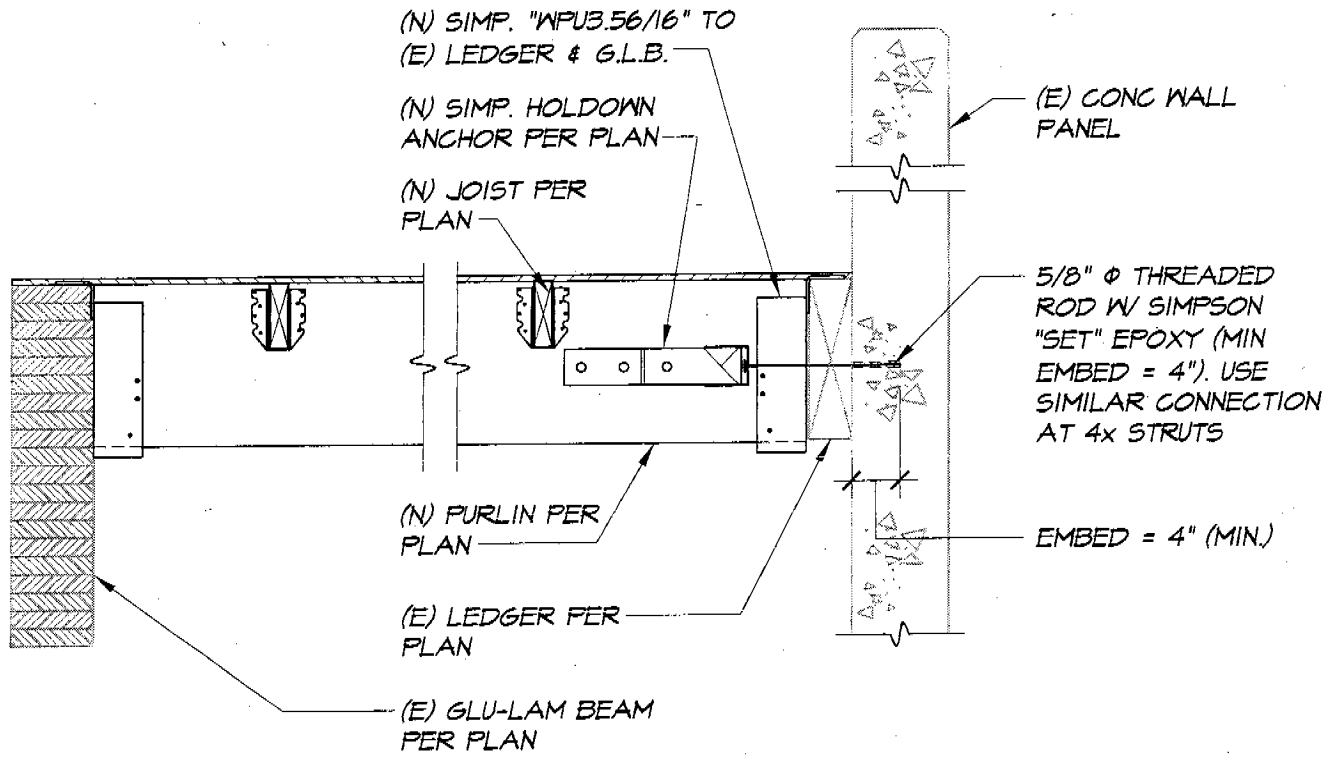 (N) SIMP. "WPU3.56/16" TO
(E) LEDGER & G.L.B.
(N) SIMP. HOLDOWN
ANCHOR PER PLAN
(N) JOIST PER
PLAN
(E) CONC WALL
PANEL
5/8" Φ THREADED
ROD W/ SIMPSON
"SET" EPOXY (MIN
EMBED = 4"). USE
SIMILAR CONNECTION
AT 4x STRUTS
(N) PURLIN PER
PLAN
EMBED = 4" (MIN.)
(E) LEDGER PER
PLAN
(E) GLU-LAM BEAM
PER PLAN